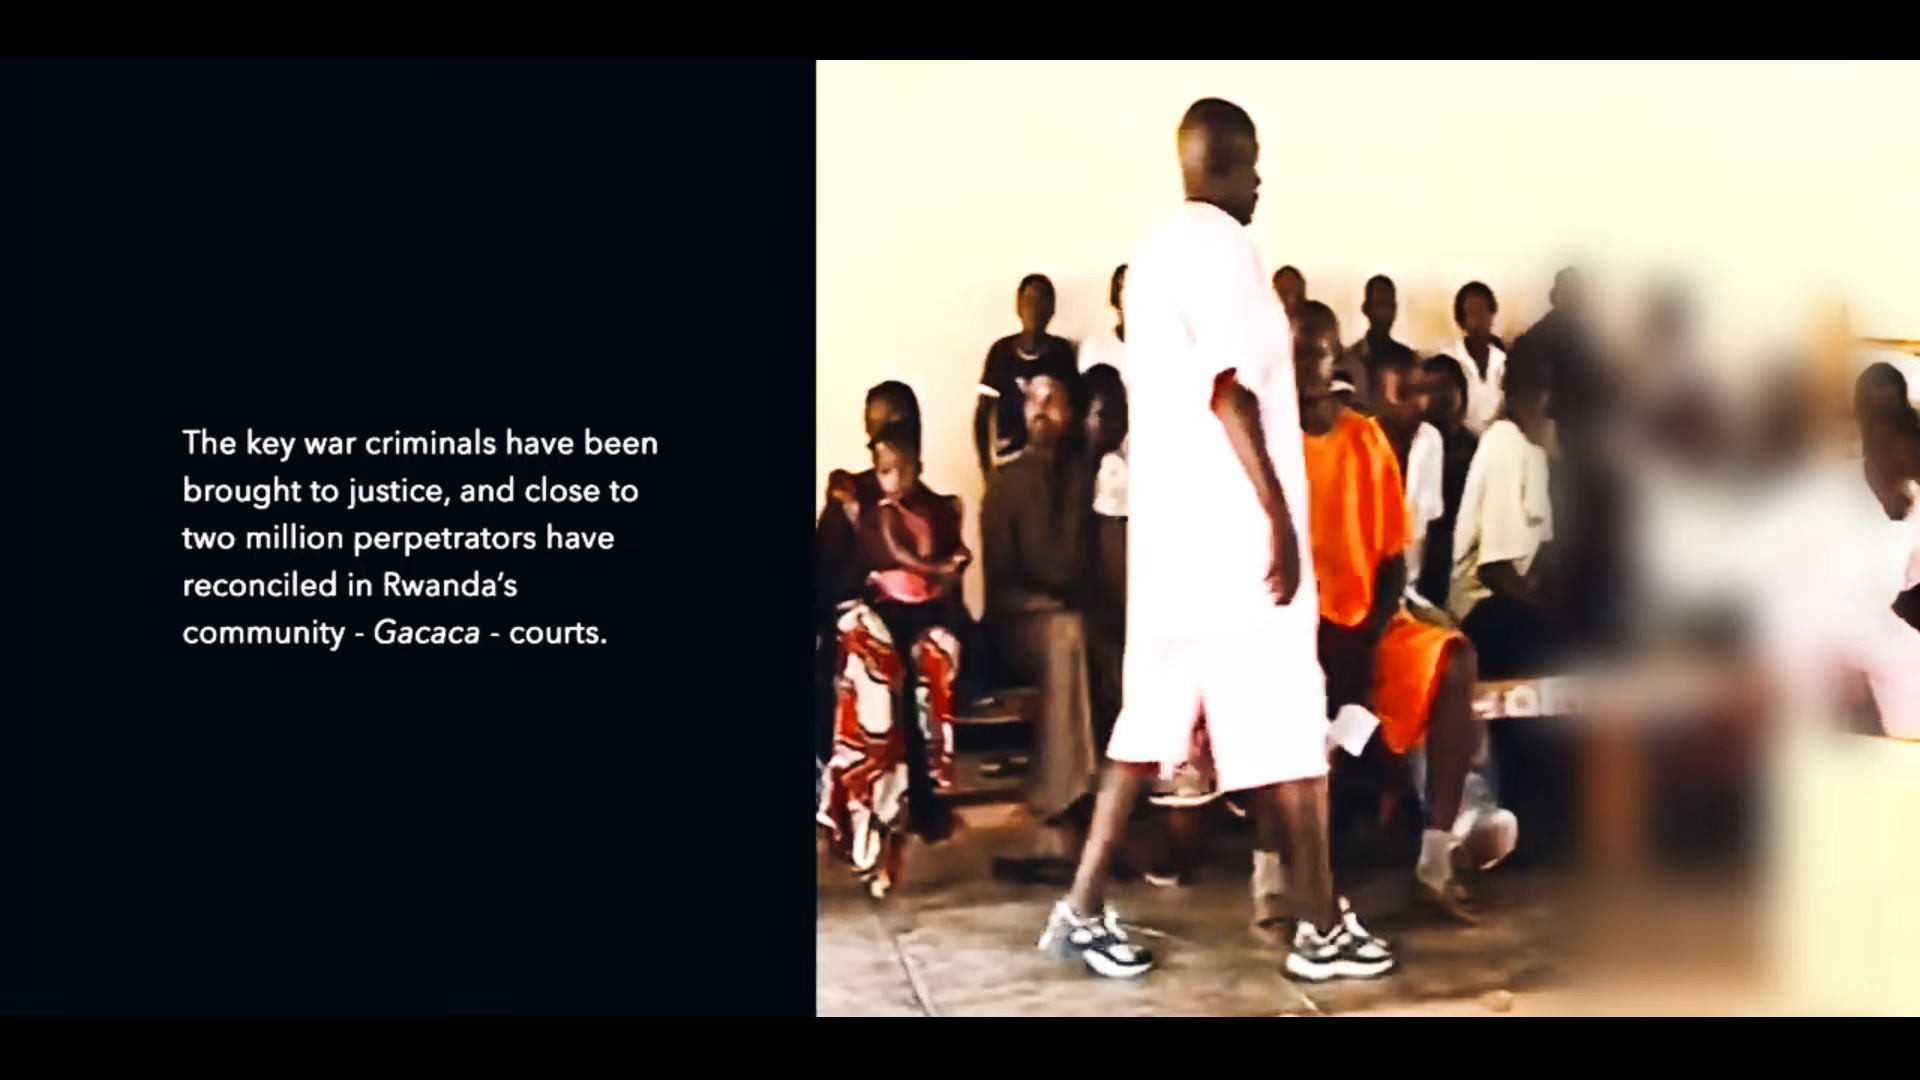 The key war criminals have been
brought to justice, and close to
two million perpetrators have
reconciled in Rwanda’s
community - Gacaca - courts.